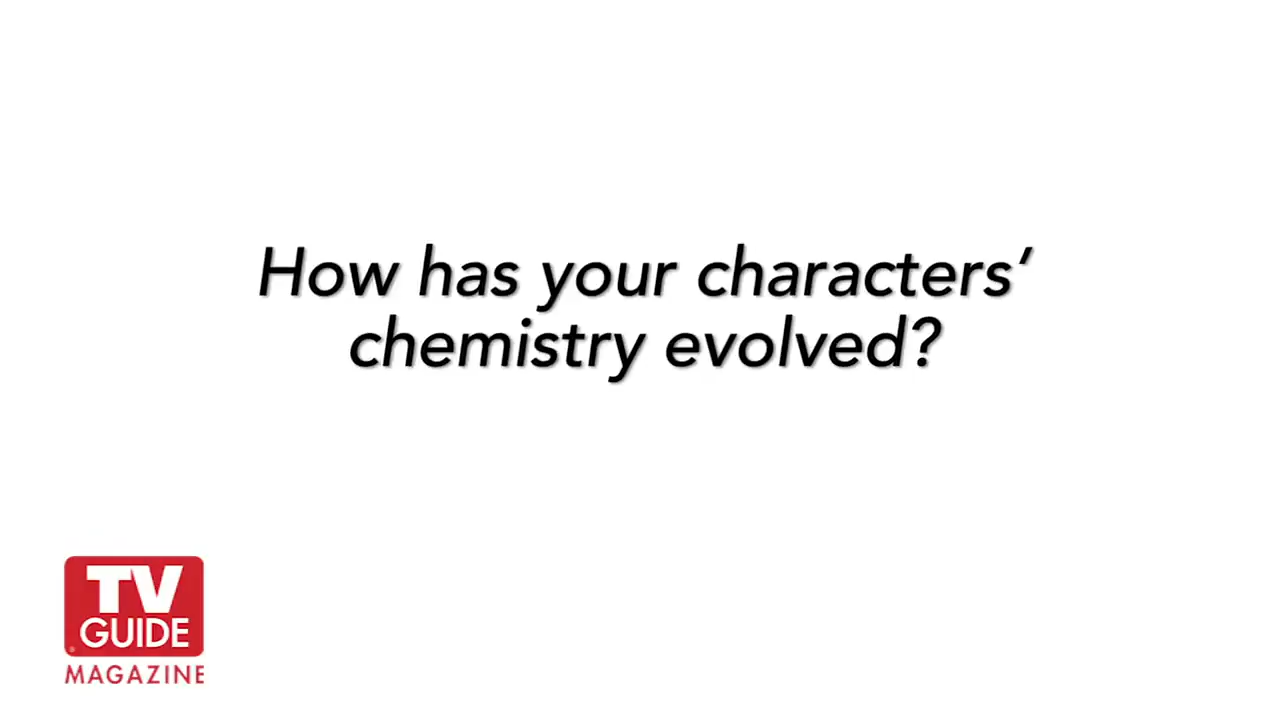 How has your characters‘
chemistry evolved?
TV
GUIDE
MAGAZINE